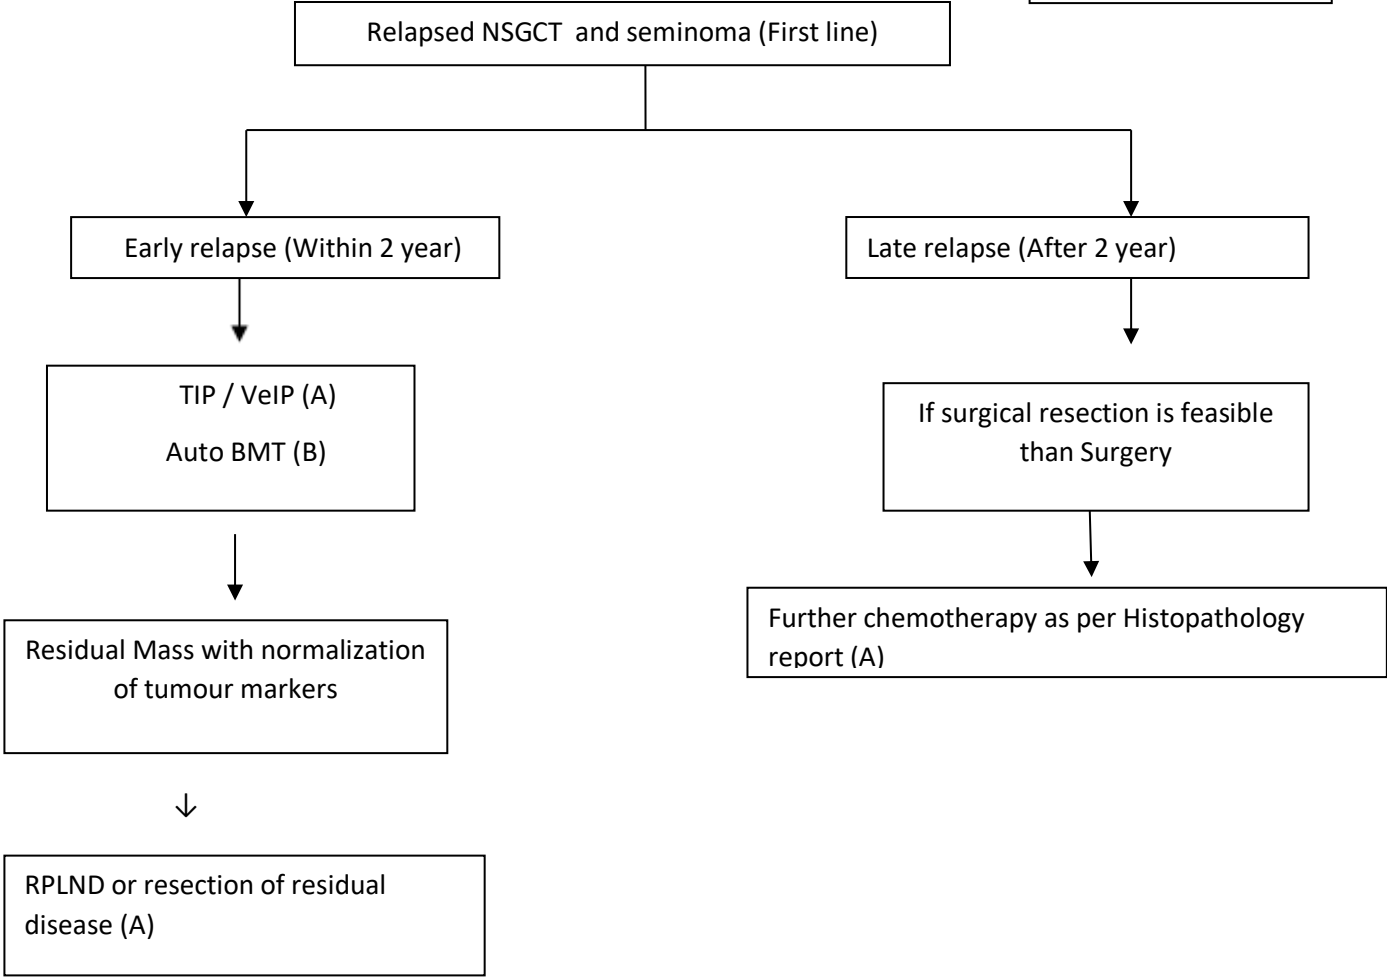 Relapsed NSGCT and seminoma (First line)
Early relapse (Within 2 year)
Late relapse (After 2 year)
TIP / VeIP (A)
Auto BMT (B)
If surgical resection is feasible
than Surgery
Residual Mass with normalization
of tumour markers
Further chemotherapy as per Histopathology
report (A)
RPLND or resection of residual
disease (A)